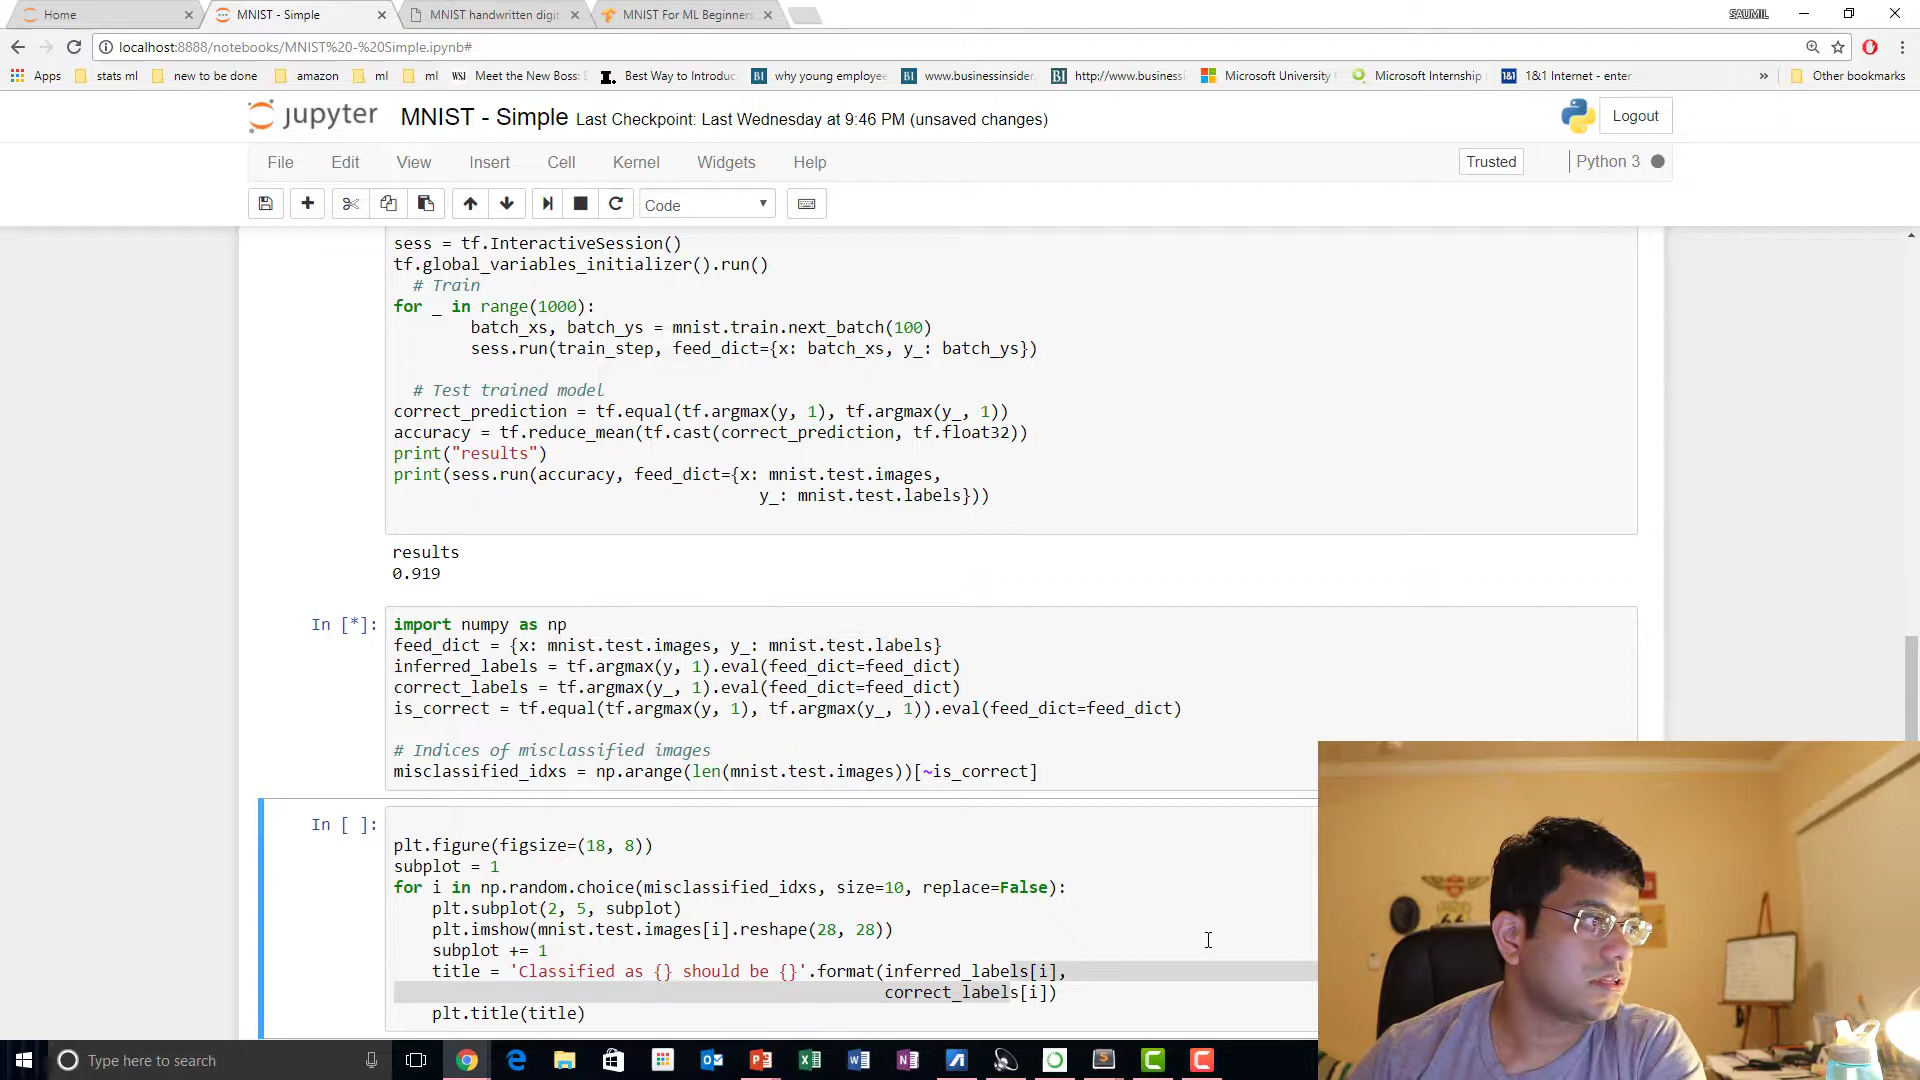 Home
MNIST - Simple
MNIST handwritten digit
MNIST For ML Beginners
SAUMIL
localhost:8888/notebooks/MNIST%20-%20Simple.ipynb#
Apps
stats ml
new to be done
amazon
ml
ml
WSJ Meet the New Boss:
Best Way to Introduc
BI why young employee
BI www.businessinsider.
BI http://www.business
Microsoft University
Microsoft Internship
1&1 1&1 Internet - enter
»
Other bookmarks
jupyter
MNIST - Simple Last Checkpoint: Last Wednesday at 9:46 PM (unsaved changes)
Logout
File
Edit
View
Insert
Cell
Kernel
Widgets
Help
Trusted
Python 3
Code
sess = tf.InteractiveSession()
tf.global_variables_initializer().run()
# Train
for _ in range(1000):
batch_xs, batch_ys = mnist.train.next_batch(100)
sess.run(train_step, feed_dict={x: batch_xs, y_: batch_ys})
# Test trained model
correct_prediction = tf.equal(tf.argmax(y, 1), tf.argmax(y_, 1))
accuracy = tf.reduce_mean(tf.cast(correct_prediction, tf.float32))
print("results")
print(sess.run(accuracy, feed_dict={x: mnist.test.images,
y_: mnist.test.labels}))
results
0.919
In [*]:
import numpy as np
feed_dict = {x: mnist.test.images, y_: mnist.test.labels}
inferred_labels = tf.argmax(y, 1).eval(feed_dict=feed_dict)
correct_labels = tf.argmax(y_, 1).eval(feed_dict=feed_dict)
is_correct = tf.equal(tf.argmax(y, 1), tf.argmax(y_, 1)).eval(feed_dict=feed_dict)
# Indices of misclassified images
misclassified_idxs = np.arange(len(mnist.test.images))[~is_correct]
In [ ]:
plt.figure(figsize=(18, 8))
subplot = 1
for i in np.random.choice(misclassified_idxs, size=10, replace=False):
plt.subplot(2, 5, subplot)
plt.imshow(mnist.test.images[i].reshape(28, 28))
subplot += 1
title = 'Classified as {} should be {}'.format(inferred_labels[i],
correct_labels[i])
plt.title(title)
66
Type here to search